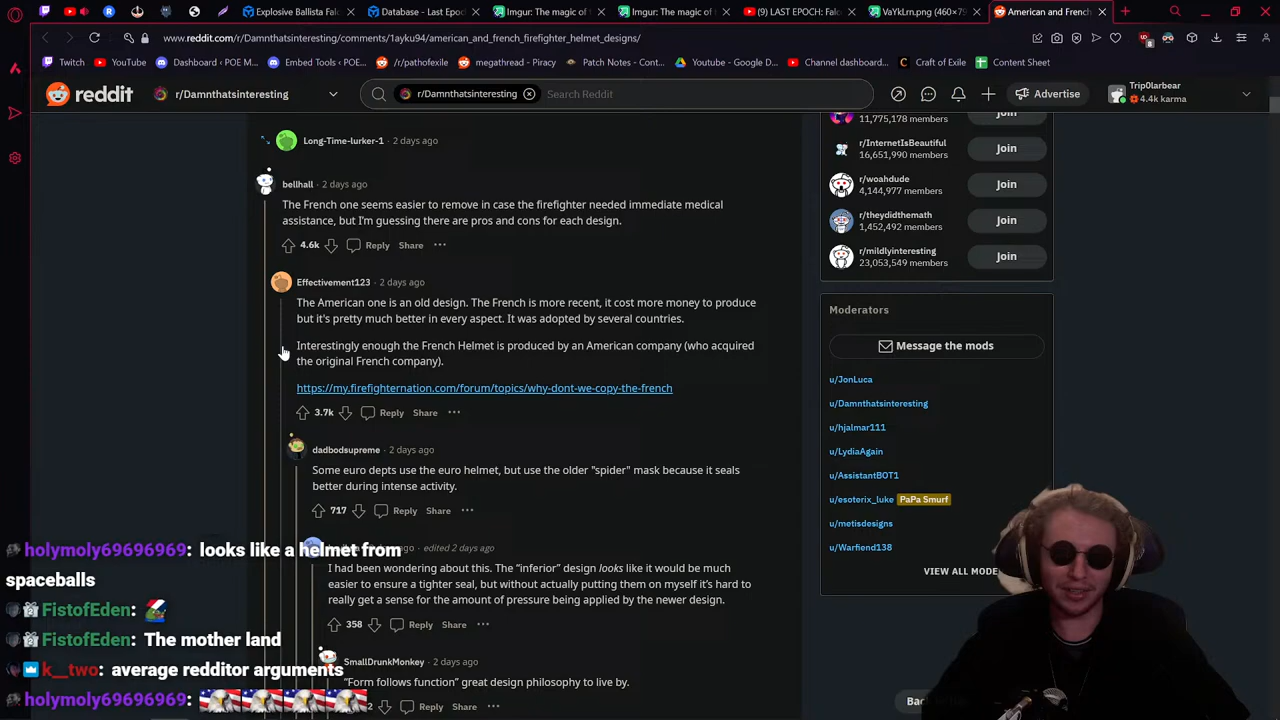 Explosive Ballista Fal
Database - Last Epoc
Imgur: The magic of
Imgur: The magic of
(9) LAST EPOCH: Falc
VaYkLrn.png (460×79
American and French
www.reddit.com/r/Damnthatsinteresting/comments/1ayku94/american_and_french_firefighter_helmet_designs/
8
Twitch
YouTube
Dashboard ‹ POE M...
Embed Tools ‹ POE...
/r/pathofexile
megathread - Piracy
Patch Notes - Cont...
Youtube - Google D...
Channel dashboard...
Craft of Exile
Content Sheet
reddit
r/Damnthatsinteresting
r/Damnthatsinteresting
Search Reddit
Advertise
Trip0larbear
4.4k karma
Long-Time-lurker-1 · 2 days ago
bellhall · 2 days ago
The French one seems easier to remove in case the firefighter needed immediate medical
assistance, but I'm guessing there are pros and cons for each design.
4.6k Reply Share ···
Effectivement123 · 2 days ago
The American one is an old design. The French is more recent, it cost more money to produce
but it's pretty much better in every aspect. It was adopted by several countries.
Interestingly enough the French Helmet is produced by an American company (who acquired
the original French company).
https://my.firefighternation.com/forum/topics/why-dont-we-copy-the-french
3.7k Reply Share ···
dadbodsupreme · 2 days ago
Some euro depts use the euro helmet, but use the older "spider" mask because it seals
better during intense activity.
717 Reply Share ···
edited 2 days ago
I had been wondering about this. The "inferior" design looks like it would be much
easier to ensure a tighter seal, but without actually putting them on myself it's hard to
really get a sense for the amount of pressure being applied by the newer design.
358 Reply Share ···
SmallDrunkMonkey · 2 days ago
"Form follows function" great design philosophy to live by.
Reply Share ···
11,775,178 members
Join
r/InternetIsBeautiful
16,651,990 members
Join
r/woahdude
4,144,977 members
Join
r/theydidthemath
1,452,492 members
Join
r/mildlyinteresting
23,053,549 members
Join
Moderators
Message the mods
u/JonLuca
u/Damnthatsinteresting
u/hjalmar111
u/LydiaAgain
u/AssistantBOT1
u/esoterix_luke PaPa Smurf
u/metisdesigns
u/Warfiend138
VIEW ALL MODE
holymoly69696969: looks like a helmet from
spaceballs
FistofEden:
FistofEden: The mother land
k__two: average redditor arguments
holymoly69696969: